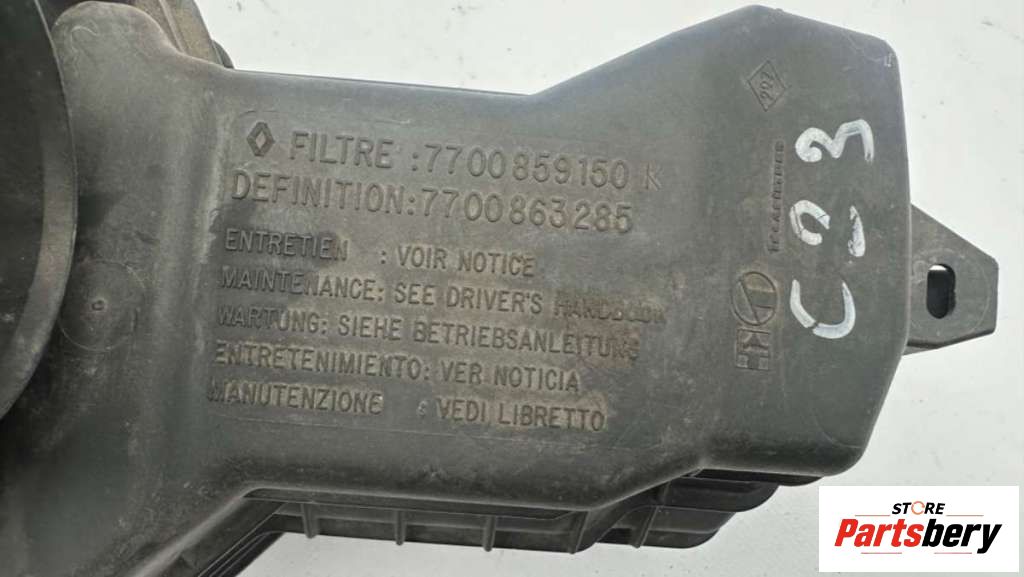 FILTRE :7700859150 K
DEFINITION:7700863285
ENTRETIEN : VOIR NOTICE
MAINTENANCE: SEE DRIVER'S HANDBOOK
WARTUNG: SIEHE BETRIEBSANLEITUNG
ENTRETENIMIENTO: VER NOTICIA
MANUTENZIONE : VEDI LIBRETTO
C23
STORE
Partsbery